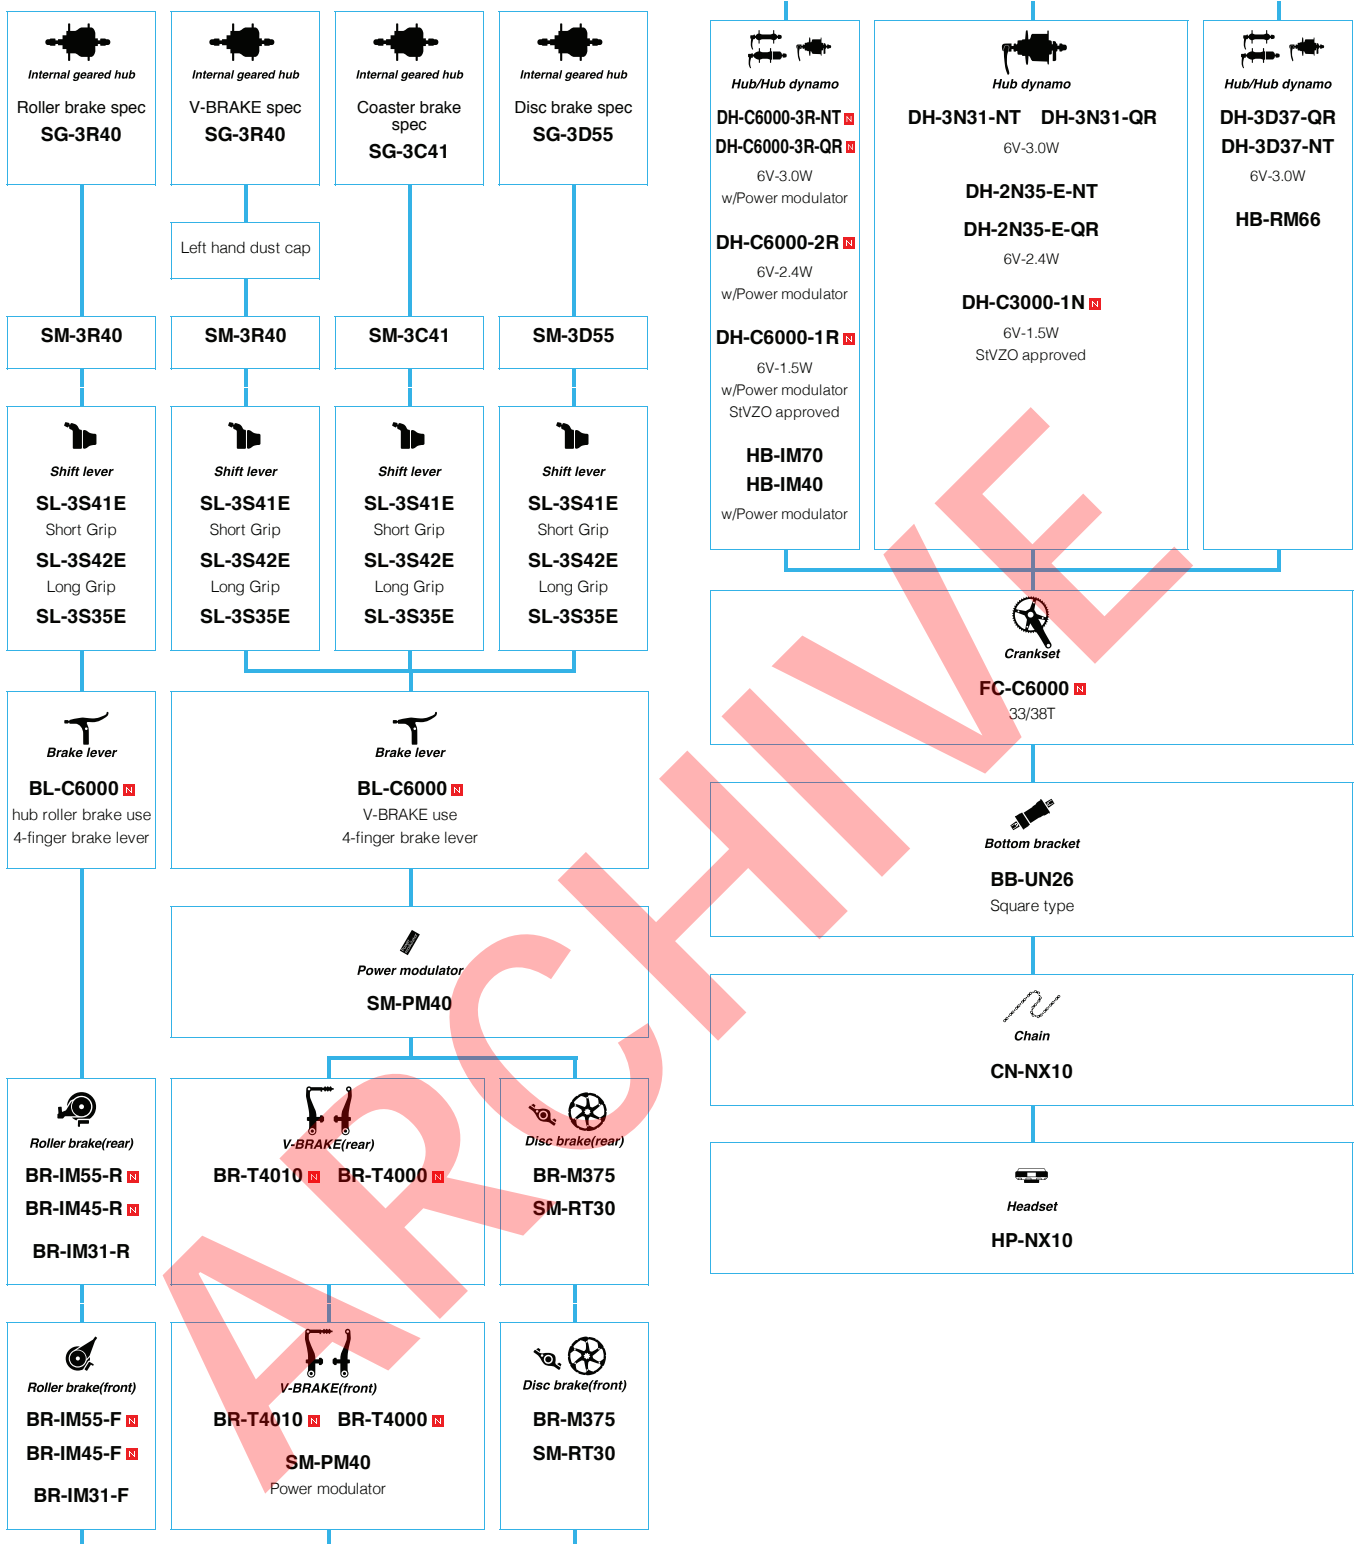 Internal geared hub
Roller brake spec
SG-3R40
Internal geared hub
V-BRAKE spec
SG-3R40
Internal geared hub
Coaster brake
spec
SG-3C41
Internal geared hub
Disc brake spec
SG-3D55
Left hand dust cap
SM-3R40
SM-3R40
SM-3C41
SM-3D55
Shift lever
SL-3S41E
Short Grip
SL-3S42E
Long Grip
SL-3S35E
Shift lever
SL-3S41E
Short Grip
SL-3S42E
Long Grip
SL-3S35E
Shift lever
SL-3S41E
Short Grip
SL-3S42E
Long Grip
SL-3S35E
Shift lever
SL-3S41E
Short Grip
SL-3S42E
Long Grip
SL-3S35E
Brake lever
BL-C6000 N
hub roller brake use
4-finger brake lever
Brake lever
BL-C6000 N
V-BRAKE use
4-finger brake lever
Power modulator
SM-PM40
Roller brake(rear)
BR-IM55-R N
BR-IM45-R N
BR-IM31-R
V-BRAKE(rear)
BR-T4010 N BR-T4000 N
Disc brake(rear)
BR-M375
SM-RT30
Roller brake(front)
BR-IM55-F N
BR-IM45-F N
BR-IM31-F
V-BRAKE(front)
BR-T4010 N BR-T4000 N
SM-PM40
Power modulator
Disc brake(front)
BR-M375
SM-RT30
Hub/Hub dynamo
DH-C6000-3R-NT N
DH-C6000-3R-QR N
6V-3.0W
w/Power modulator
DH-C6000-2R N
6V-2.4W
w/Power modulator
DH-C6000-1R N
6V-1.5W
w/Power modulator
StVZO approved
HB-IM70
HB-IM40
w/Power modulator
Hub dynamo
DH-3N31-NT DH-3N31-QR
6V-3.0W
DH-2N35-E-NT
DH-2N35-E-QR
6V-2.4W
DH-C3000-1N N
6V-1.5W
StVZO approved
Hub/Hub dynamo
DH-3D37-QR
DH-3D37-NT
6V-3.0W
HB-RM66
Crankset
FC-C6000 N
33/38T
Bottom bracket
BB-UN26
Square type
Chain
CN-NX10
Headset
HP-NX10
ARCHIVE